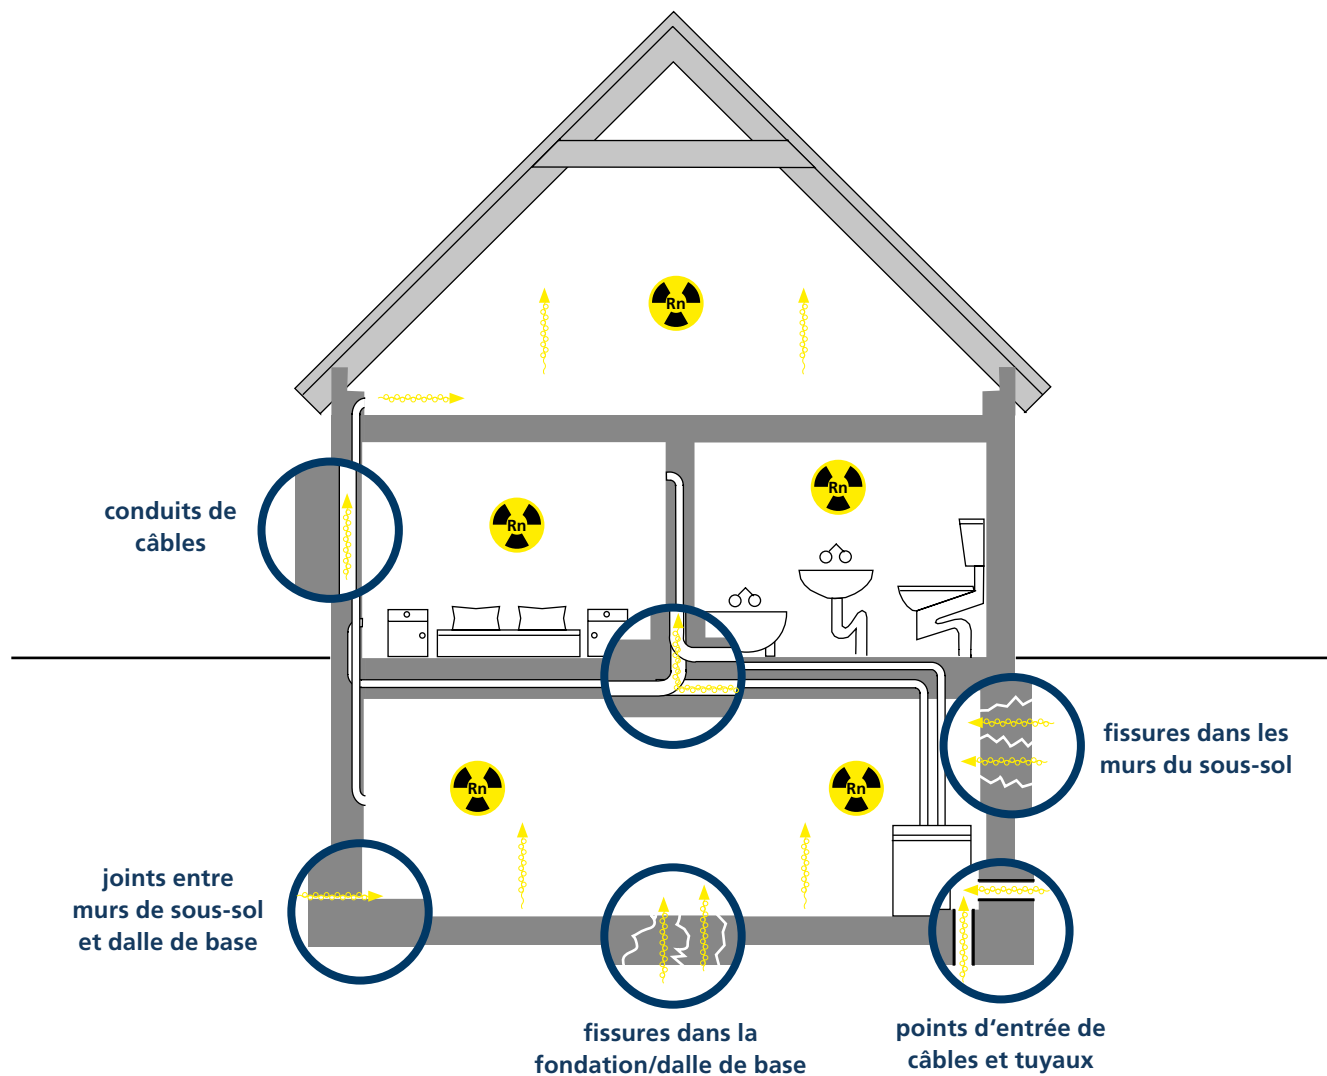 Rn
Rn
Rn
conduits de
câbles
fissures dans les
murs du sous-sol
Rn
Rn
joints entre
murs de sous-sol
et dalle de base
fissures dans la
fondation/dalle de base
points d‘entrée de
câbles et tuyaux